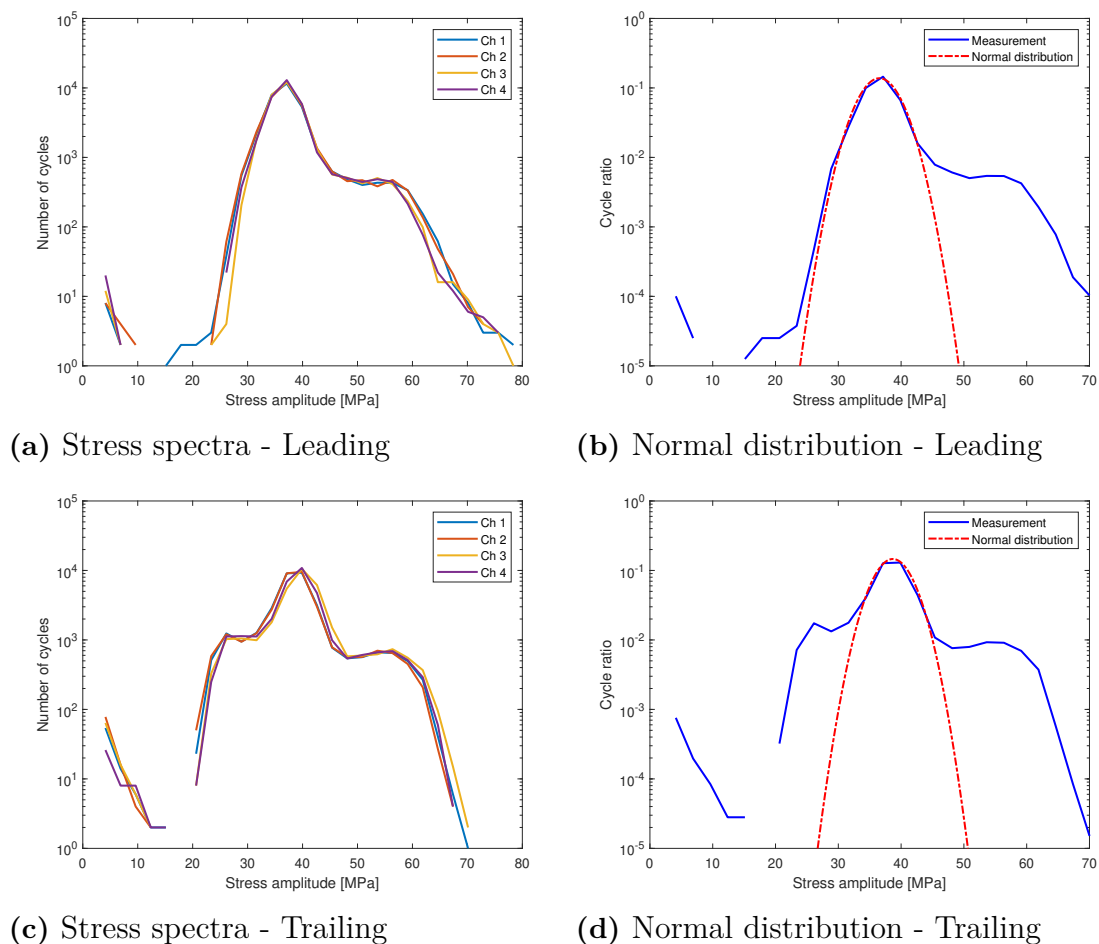 10^5
10^4
10^3
10^2
10^1
10^0
Number of cycles
Ch 1
Ch 2
Ch 3
Ch 4
0 10 20 30 40 50 60 70 80
Stress amplitude [MPa]
(a) Stress spectra - Leading
10^0
10^-1
10^-2
10^-3
10^-4
10^-5
Cycle ratio
Measurement
Normal distribution
0 10 20 30 40 50 60 70
Stress amplitude [MPa]
(b) Normal distribution - Leading
10^5
10^4
10^3
10^2
10^1
10^0
Number of cycles
Ch 1
Ch 2
Ch 3
Ch 4
0 10 20 30 40 50 60 70 80
Stress amplitude [MPa]
(c) Stress spectra - Trailing
10^0
10^-1
10^-2
10^-3
10^-4
10^-5
Cycle ratio
Measurement
Normal distribution
0 10 20 30 40 50 60 70
Stress amplitude [MPa]
(d) Normal distribution - Trailing